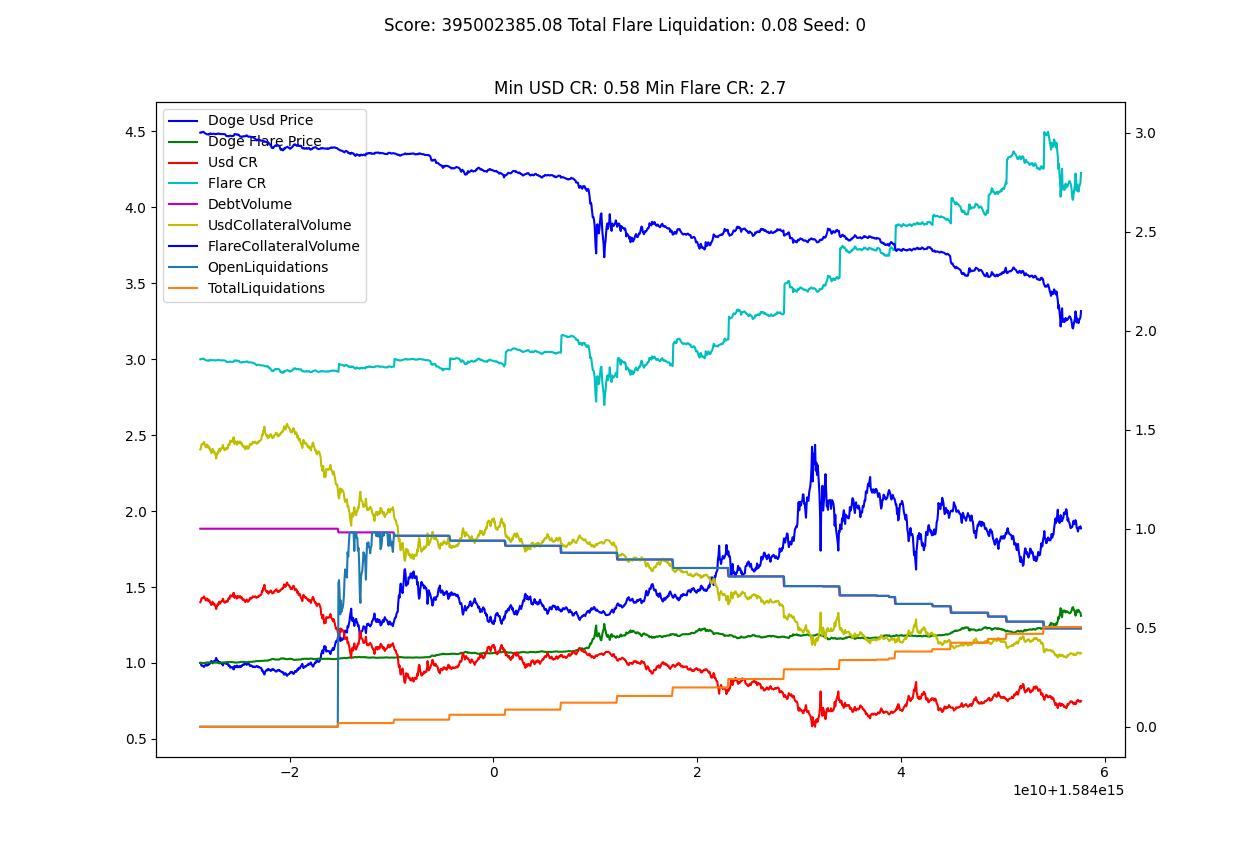 Score: 395002385.08 Total Flare Liquidation: 0.08 Seed: 0
Min USD CR: 0.58 Min Flare CR: 2.7
Doge Usd Price
Doge Flare Price
Usd CR
Flare CR
DebtVolume
UsdCollateralVolume
FlareCollateralVolume
OpenLiquidations
TotalLiquidations
4.5
4.0
3.5
3.0
2.5
2.0
1.5
1.0
0.5
3.0
2.5
2.0
1.5
1.0
0.5
0.0
−2
0
2
4
6
1e10+1.584e15